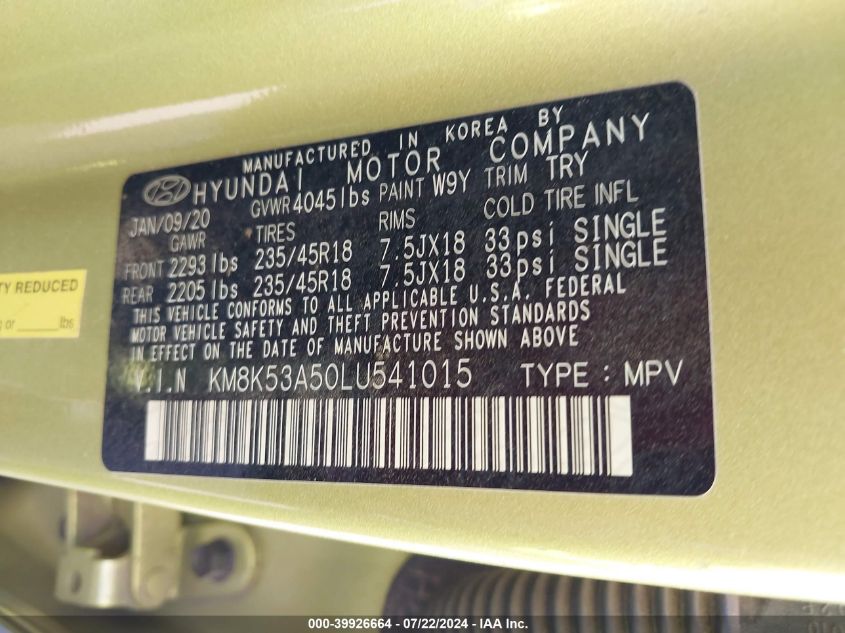 MANUFACTURED IN KOREA BY
HYUNDAI MOTOR COMPANY
JAN/09/20 GVWR 4045lbs PAINT W9Y TRIM TRY
GAWR TIRES RIMS COLD TIRE INFL
FRONT 2293 lbs 235/45R18 7.5JX18 33psi SINGLE
REAR 2205 lbs 235/45R18 7.5JX18 33psi SINGLE
THIS VEHICLE CONFORMS TO ALL APPLICABLE U.S.A. FEDERAL
MOTOR VEHICLE SAFETY AND THEFT PREVENTION STANDARDS
IN EFFECT ON THE DATE OF MANUFACTURE SHOWN ABOVE
V.I.N KM8K53A50LU541015 TYPE : MPV
TY REDUCED
or ______lbs
000-39926664 - 07/22/2024 - IAA Inc.